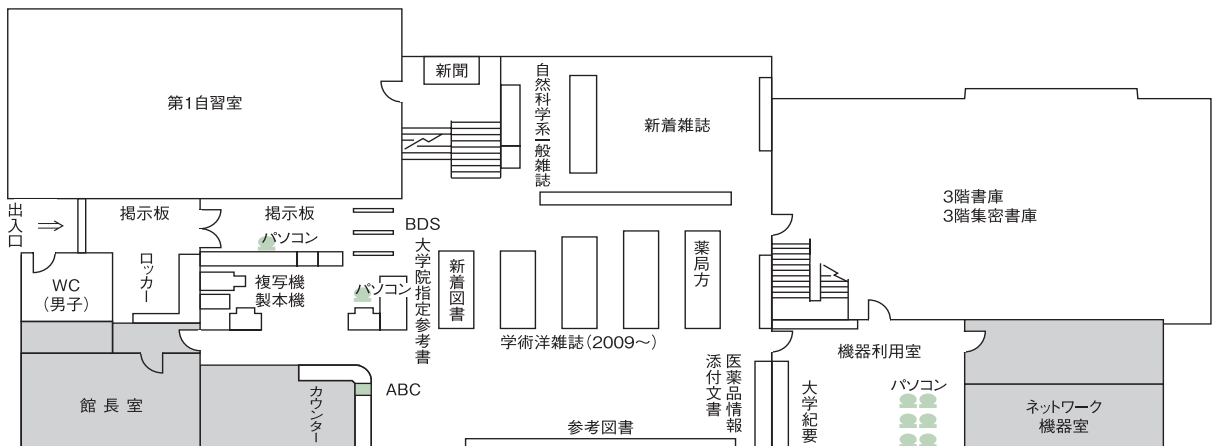 新聞
自然科学系一般雑誌
第1自習室
新着雑誌
3階書庫
3階集密書庫
出入口
⇒
掲示板
掲示板
パソコン
BDS
大学院指定参考書
新着図書
薬局方
ロッカー
WC
(男子)
複写機
製本機
パソコン
学術洋雑誌(2009～)
機器利用室
医薬品情報
添付文書
大学紀要
パソコン
館長室
カウンター
ABC
参考図書
ネットワーク
機器室